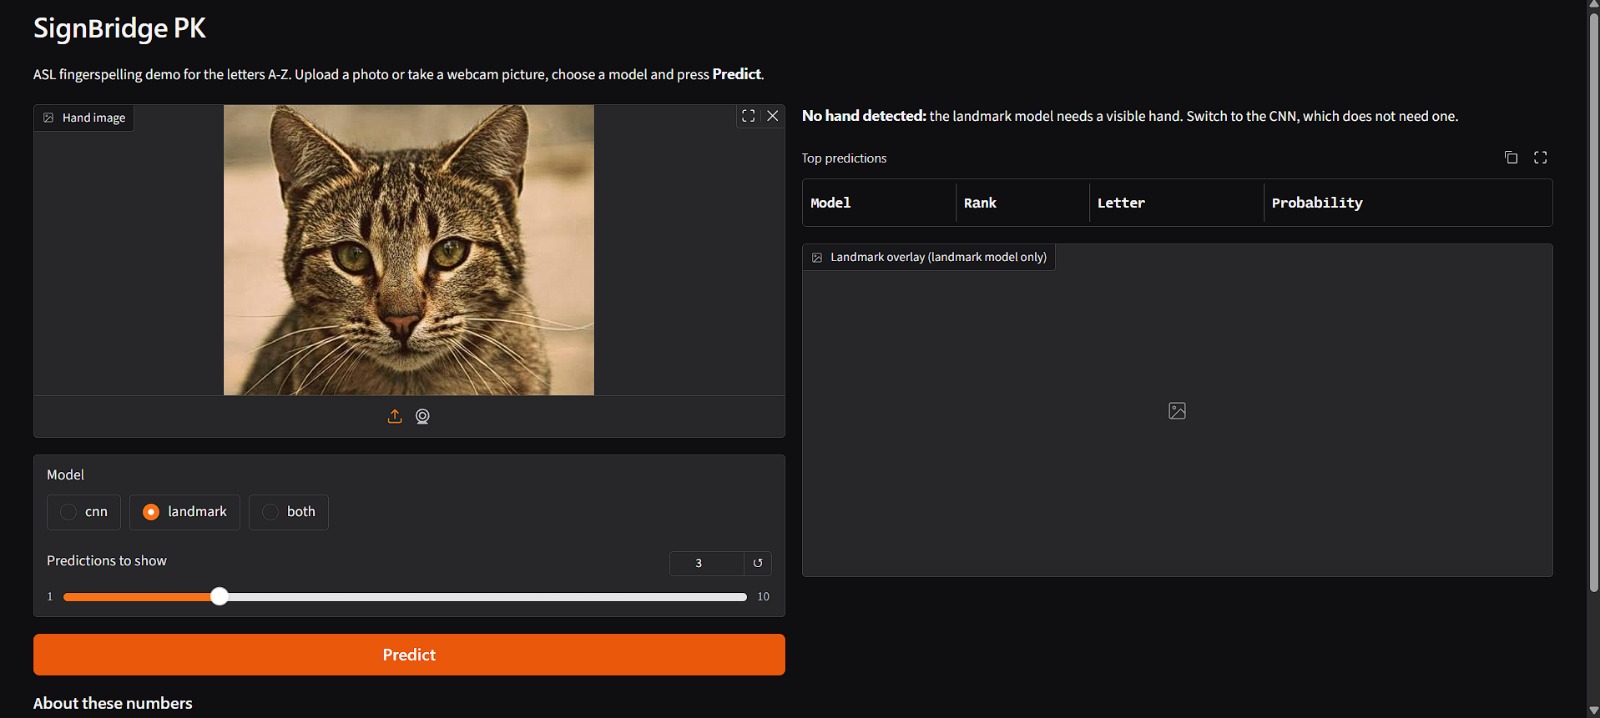 SignBridge PK
ASL fingerspelling demo for the letters A-Z. Upload a photo or take a webcam picture, choose a model and press Predict.
Hand image
No hand detected: the landmark model needs a visible hand. Switch to the CNN, which does not need one.
Top predictions
Model Rank Letter Probability
Landmark overlay (landmark model only)
Model
cnn landmark both
Predictions to show 3
1 10
Predict
About these numbers